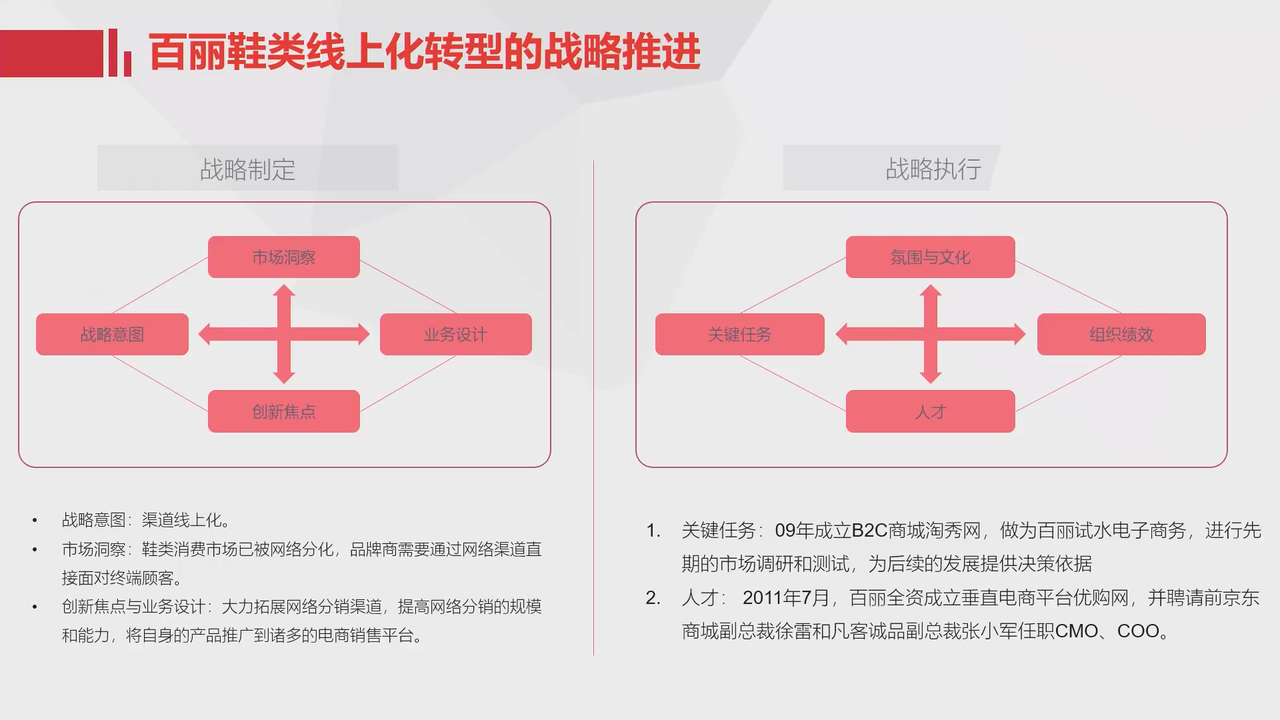 百丽鞋类线上化转型的战略推进
战略制定
市场洞察
战略意图
业务设计
创新焦点
• 战略意图：渠道线上化。
• 市场洞察：鞋类消费市场已被网络分化，品牌商需要通过网络渠道直
接面对终端顾客。
• 创新焦点与业务设计：大力拓展网络分销渠道，提高网络分销的规模
和能力，将自身的产品推广到诸多的电商销售平台。
战略执行
氛围与文化
关键任务
组织绩效
人才
1. 关键任务：09年成立B2C商城淘秀网，做为百丽试水电子商务，进行先
期的市场调研和测试，为后续的发展提供决策依据
2. 人才： 2011年7月，百丽全资成立垂直电商平台优购网，并聘请前京东
商城副总裁徐雷和凡客诚品副总裁张小军任职CMO、COO。